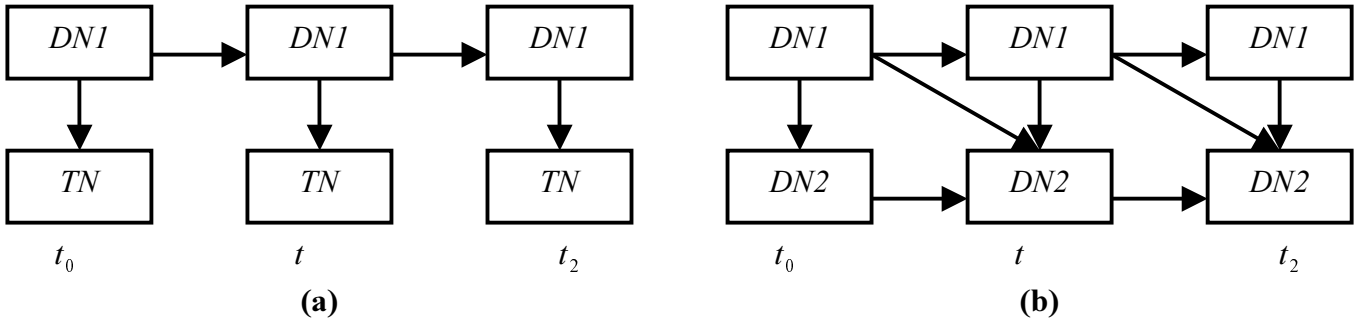 DN1 DN1 DN1 DN1 DN1 DN1
TN TN TN DN2 DN2 DN2
t0 t t2 t0 t t2
(a) (b)